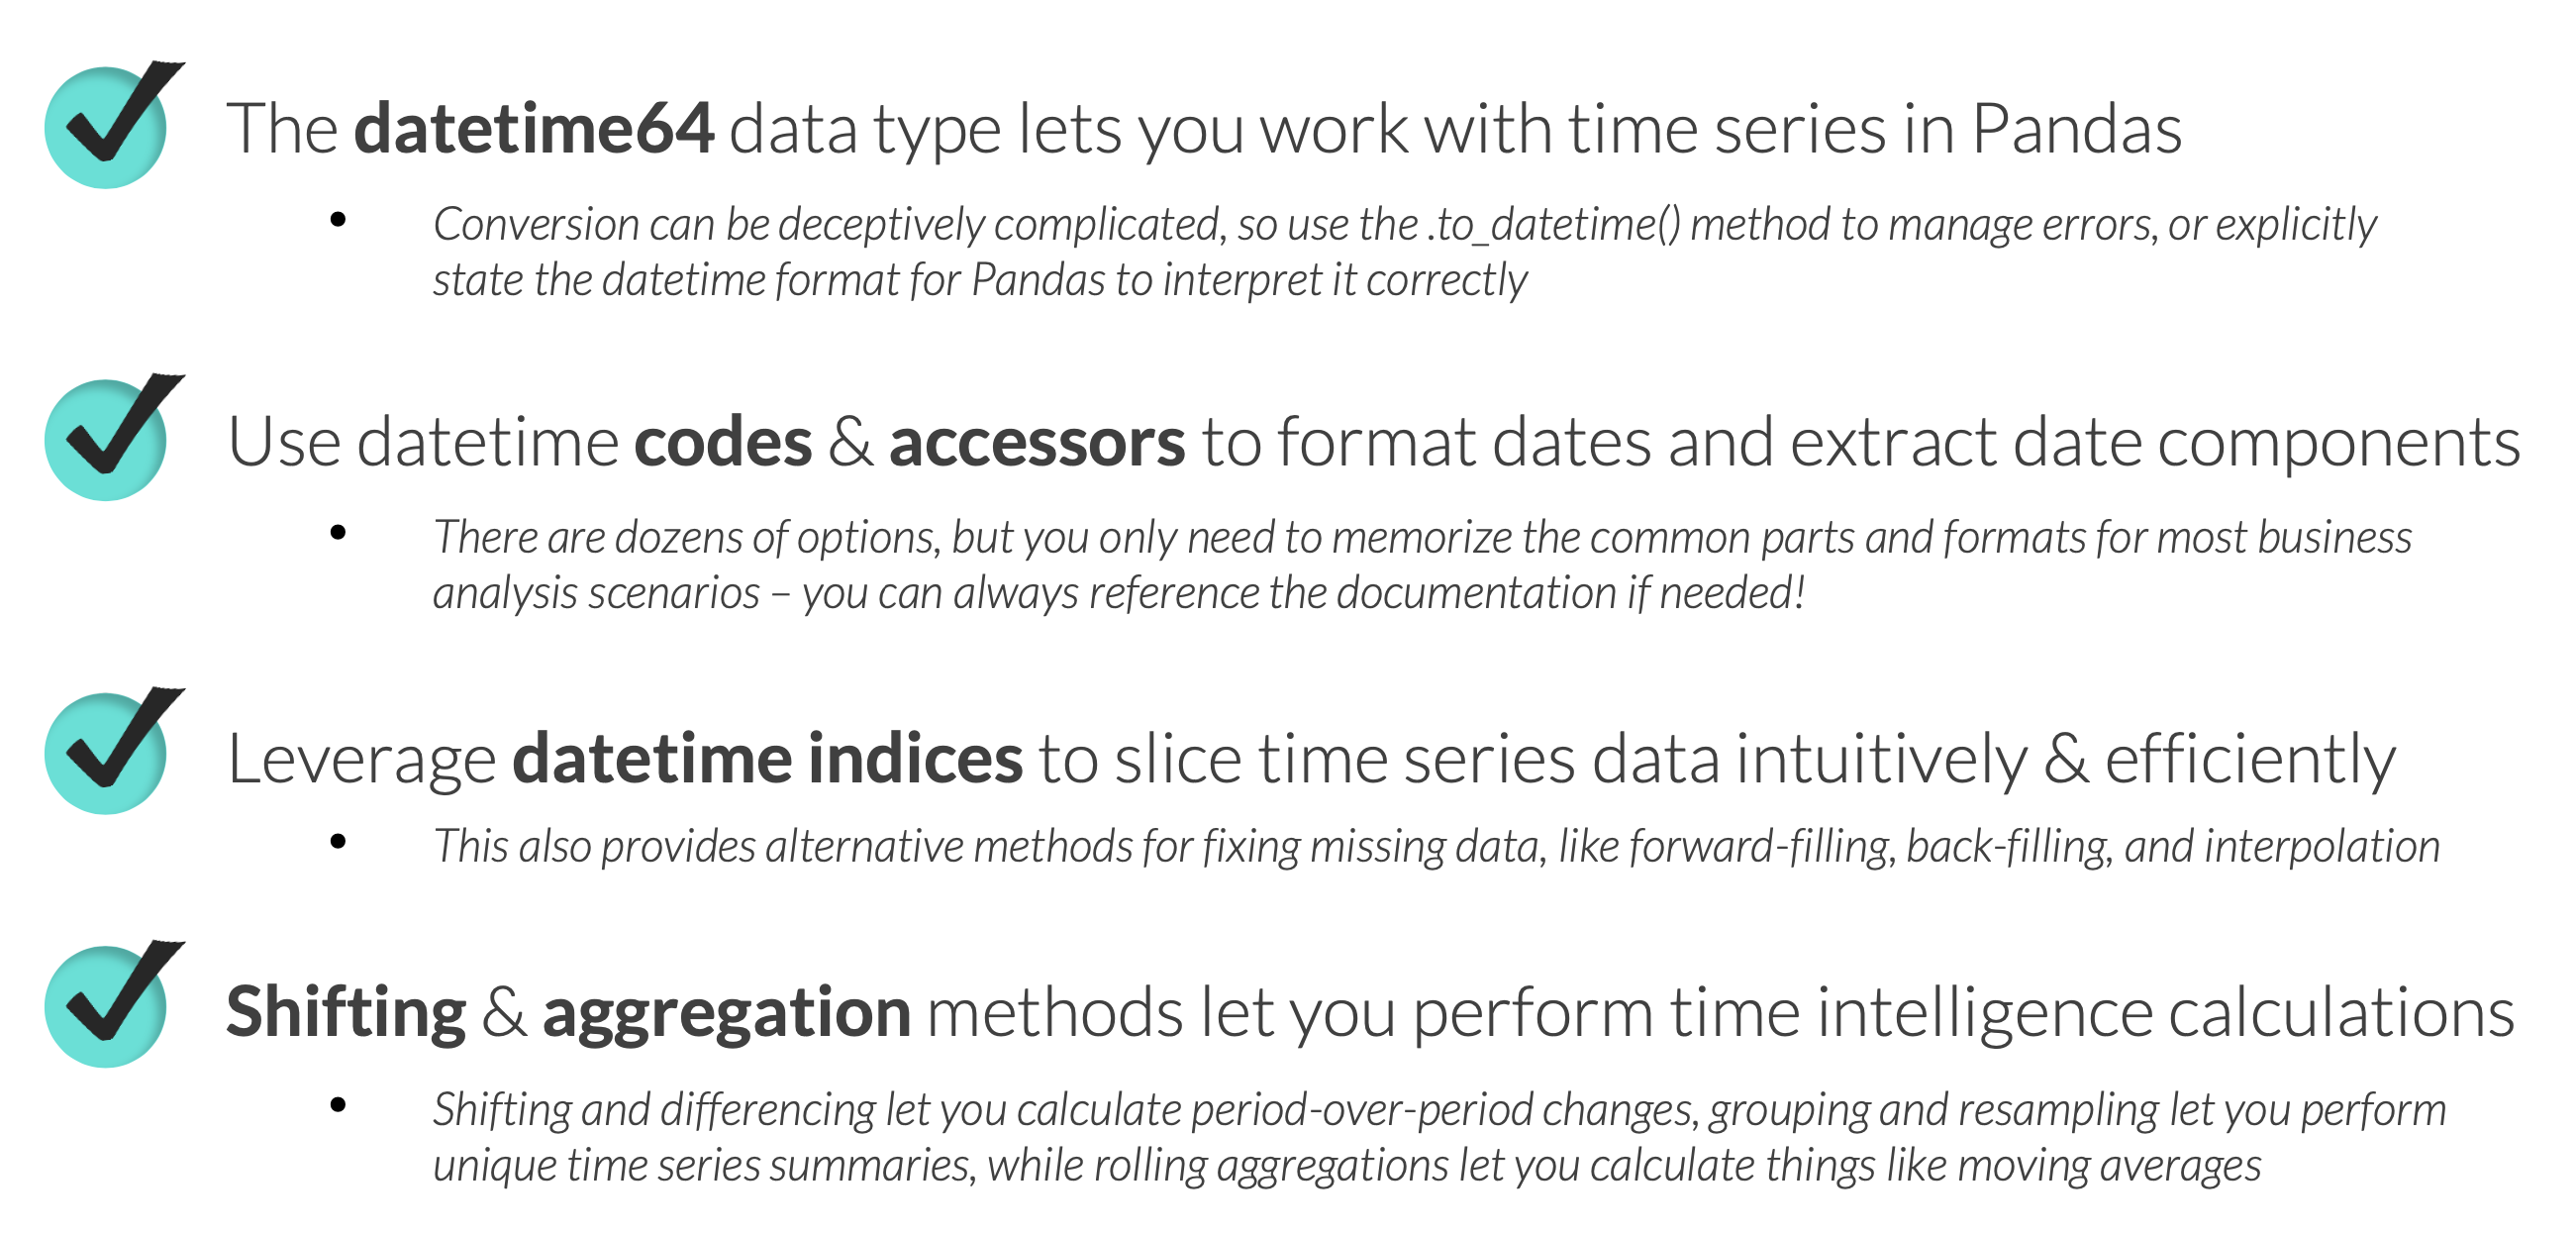 The datetime64 data type lets you work with time series in Pandas
• Conversion can be deceptively complicated, so use the .to_datetime() method to manage errors, or explicitly
state the datetime format for Pandas to interpret it correctly
Use datetime codes & accessors to format dates and extract date components
• There are dozens of options, but you only need to memorize the common parts and formats for most business
analysis scenarios – you can always reference the documentation if needed!
Leverage datetime indices to slice time series data intuitively & efficiently
• This also provides alternative methods for fixing missing data, like forward-filling, back-filling, and interpolation
Shifting & aggregation methods let you perform time intelligence calculations
• Shifting and differencing let you calculate period-over-period changes, grouping and resampling let you perform
unique time series summaries, while rolling aggregations let you calculate things like moving averages